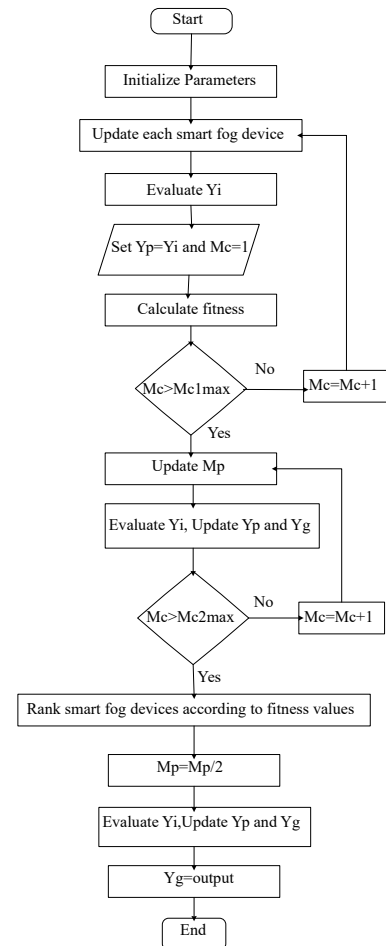 Start
Initialize Parameters
Update each smart fog device
Evaluate Yi
Set Yp=Yi and Mc=1
Calculate fitness
Mc>Mc1max
No
Mc=Mc+1
Yes
Update Mp
Evaluate Yi, Update Yp and Yg
Mc>Mc2max
No
Mc=Mc+1
Yes
Rank smart fog devices according to fitness values
Mp=Mp/2
Evaluate Yi,Update Yp and Yg
Yg=output
End